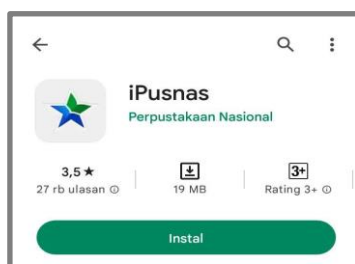 iPusnas
Perpustakaan Nasional
3,5 ★
27 rb ulasan
19 MB
3+
Rating 3+
Instal